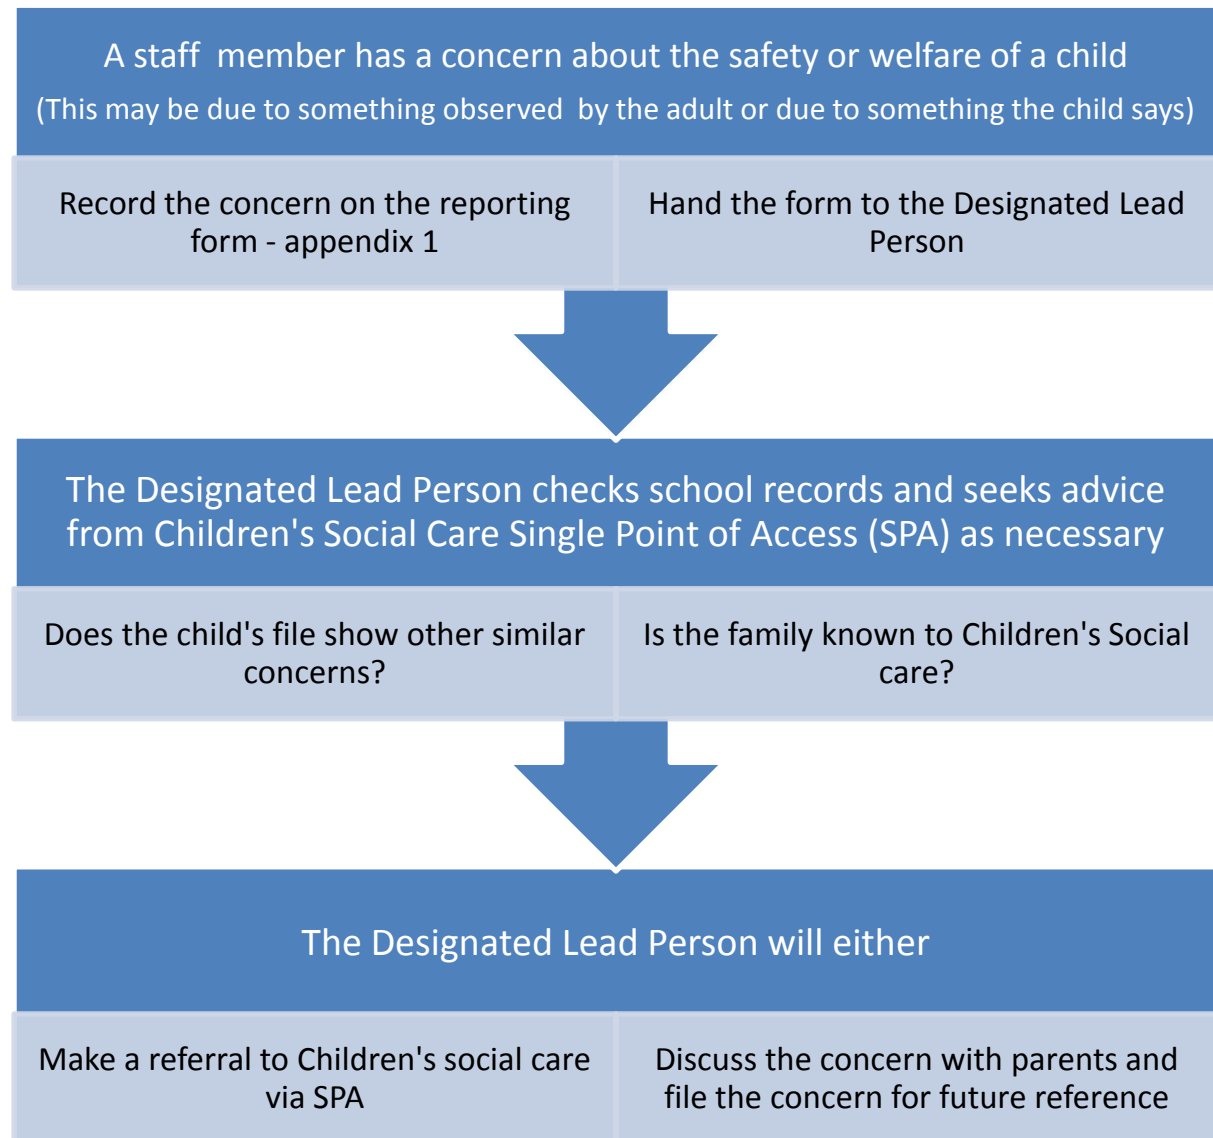 A staff  member has a concern about the safety or welfare of a child
(This may be due to something observed  by the adult or due to something the child says)
Record the concern on the reporting
form - appendix 1
Hand the form to the Designated Lead
Person
The Designated Lead Person checks school records and seeks advice
from Children's Social Care Single Point of Access (SPA) as necessary
Does the child's file show other similar
concerns?
Is the family known to Children's Social
care?
The Designated Lead Person will either
Make a referral to Children's social care
via SPA
Discuss the concern with parents and
file the concern for future reference